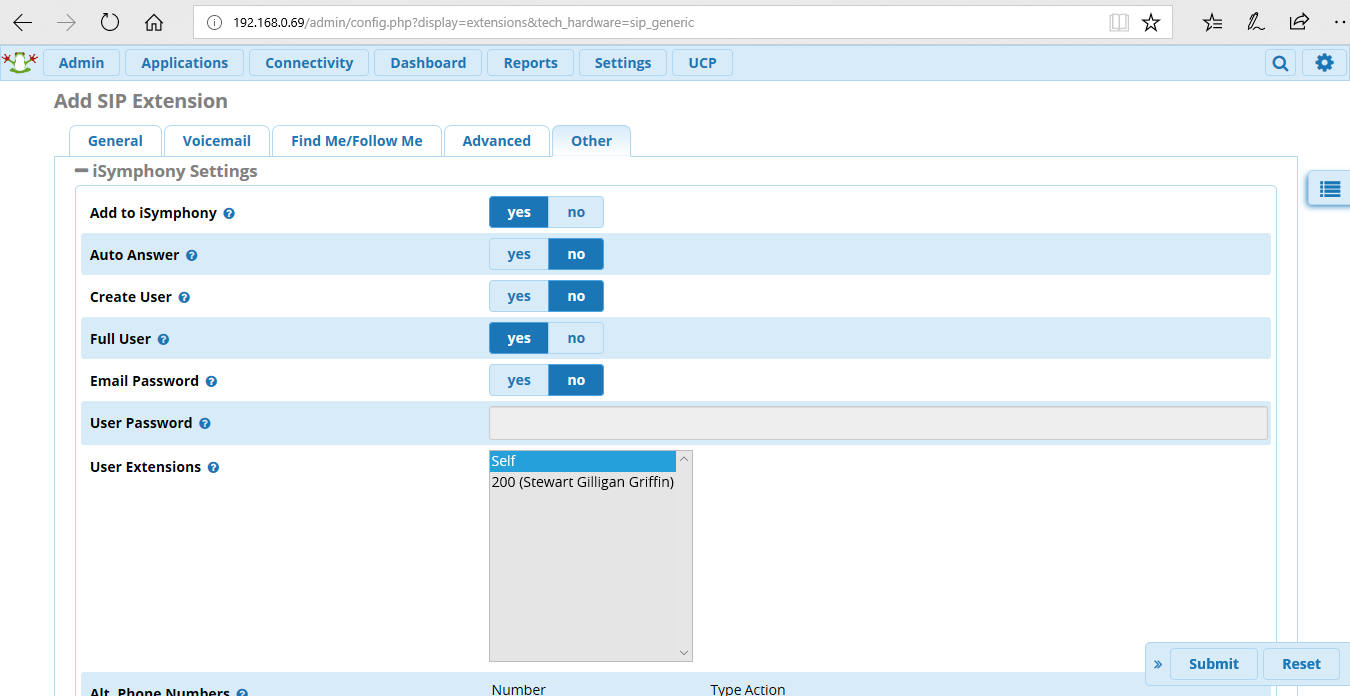 192.168.0.69/admin/config.php?display=extensions&tech_hardware=sip_generic
Admin Applications Connectivity Dashboard Reports Settings UCP
Add SIP Extension
General Voicemail Find Me/Follow Me Advanced Other
iSymphony Settings
Add to iSymphony yes no
Auto Answer yes no
Create User yes no
Full User yes no
Email Password yes no
User Password
User Extensions Self
200 (Stewart Gilligan Griffin)
» Submit Reset
Alt. Phone Numbers Number Type Action